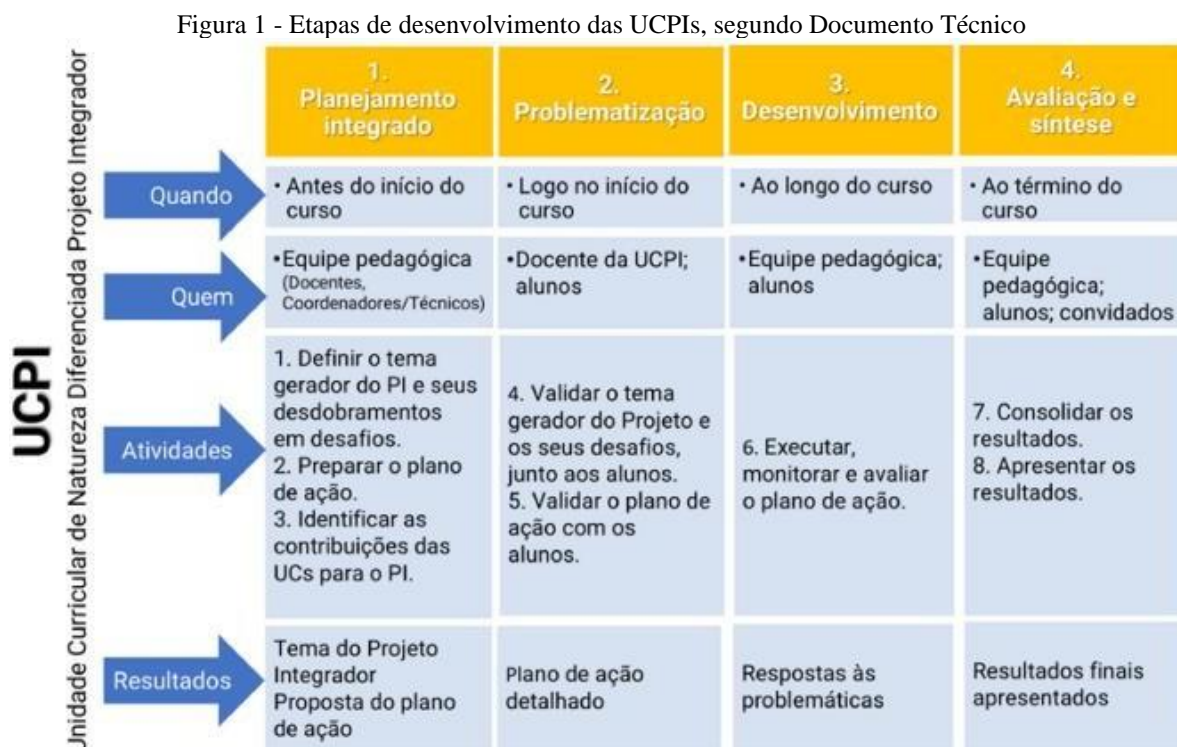 Figura 1 - Etapas de desenvolvimento das UCPIs, segundo Documento Técnico
UCPI
Unidade Curricular de Natureza Diferenciada Projeto Integrador
1.
Planejamento
integrado
2.
Problematização
3.
Desenvolvimento
4.
Avaliação e
síntese
Quando
• Antes do início do
curso
• Logo no início do
curso
• Ao longo do curso
• Ao término do
curso
Quem
•Equipe pedagógica
(Docentes,
Coordenadores/Técnicos)
•Docente da UCPI;
alunos
•Equipe pedagógica;
alunos
•Equipe
pedagógica;
alunos; convidados
Atividades
1. Definir o tema
gerador do PI e seus
desdobramentos
em desafios.
2. Preparar o plano
de ação.
3. Identificar as
contribuições das
UCs para o PI.
4. Validar o tema
gerador do Projeto e
os seus desafios,
junto aos alunos.
5. Validar o plano de
ação com os
alunos.
6. Executar,
monitorar e avaliar
o plano de ação.
7. Consolidar os
resultados.
8. Apresentar os
resultados.
Resultados
Tema do Projeto
Integrador
Proposta do plano
de ação
Plano de ação
detalhado
Respostas às
problemáticas
Resultados finais
apresentados